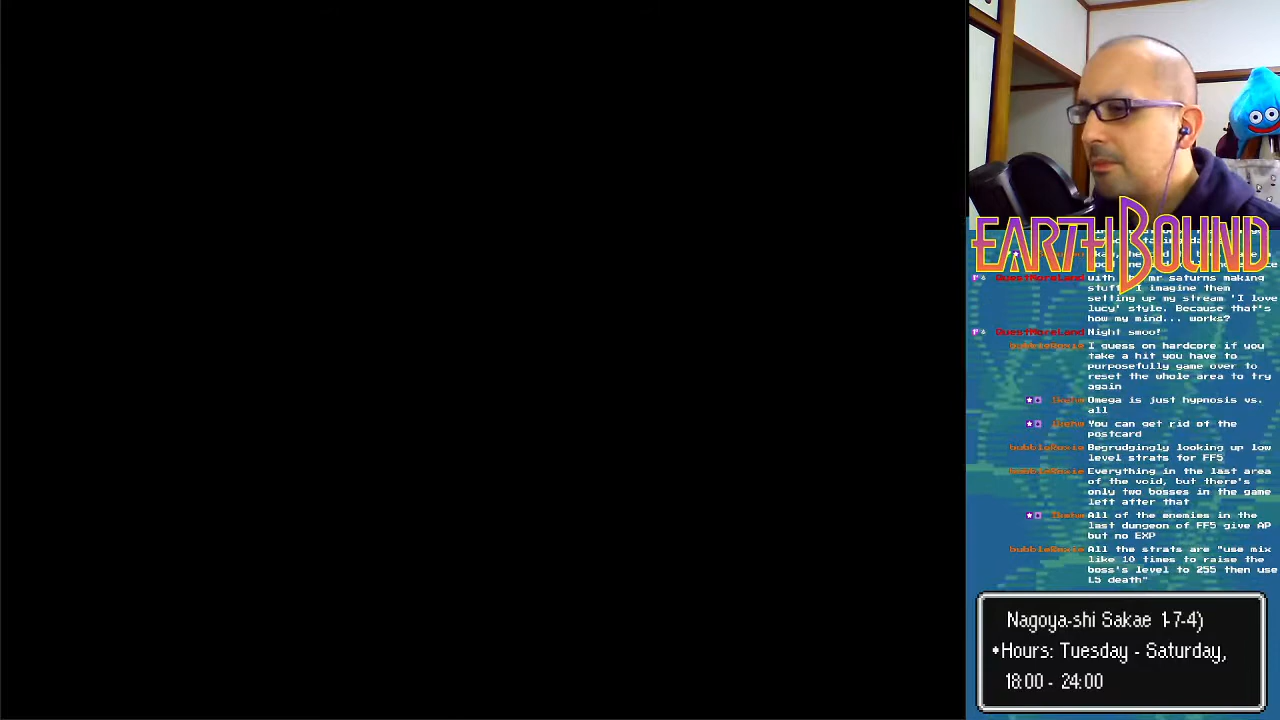 EARTHBOUND
QuestMoreLand with the mr saturns making
stuff, I imagine them
setting up my stream 'I love
lucy' style. Because that's
how my mind... works?
QuestMoreLand Night smoo!
I guess on hardcore if you
take a hit you have to
purposefully game over to
reset the whole area to try
again
Omega is just hypnosis vs.
all
You can get rid of the
postcard
Begrudgingly looking up low
level strats for FF5
Everything in the last area
of the void, but there's
only two bosses in the game
left after that
All of the enemies in the
last dungeon of FF5 give AP
but no EXP
All the strats are "use mix
like 10 times to raise the
boss's level to 255 then use
L5 death"
Nagoya-shi Sakae 1-7-4)
•Hours: Tuesday - Saturday,
18:00 - 24:00